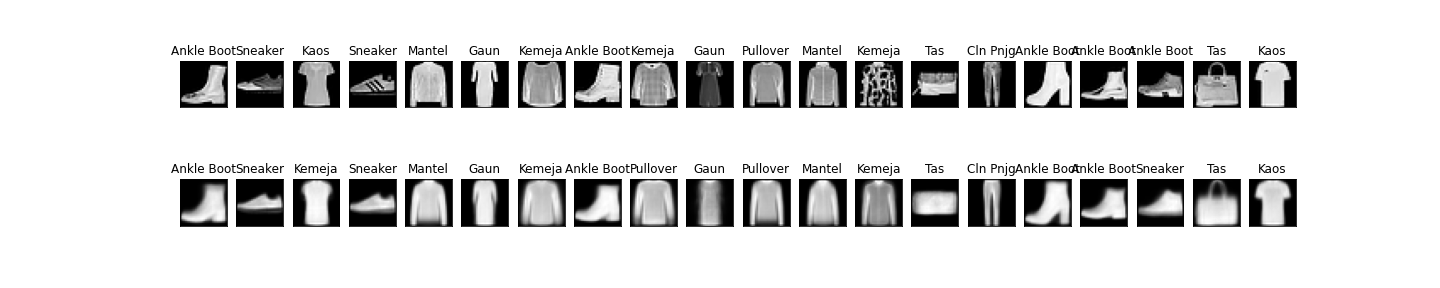 Ankle Boot Sneaker Kaos Sneaker Mantel Gaun Kemeja Ankle Boot Kemeja Gaun Pullover Mantel Kemeja Tas Cln Pnjg Ankle Boot Ankle Boot Ankle Boot Tas Kaos
Ankle Boot Sneaker Kemeja Sneaker Mantel Gaun Kemeja Ankle Boot Pullover Gaun Pullover Mantel Kemeja Tas Cln Pnjg Ankle Boot Ankle Boot Sneaker Tas Kaos